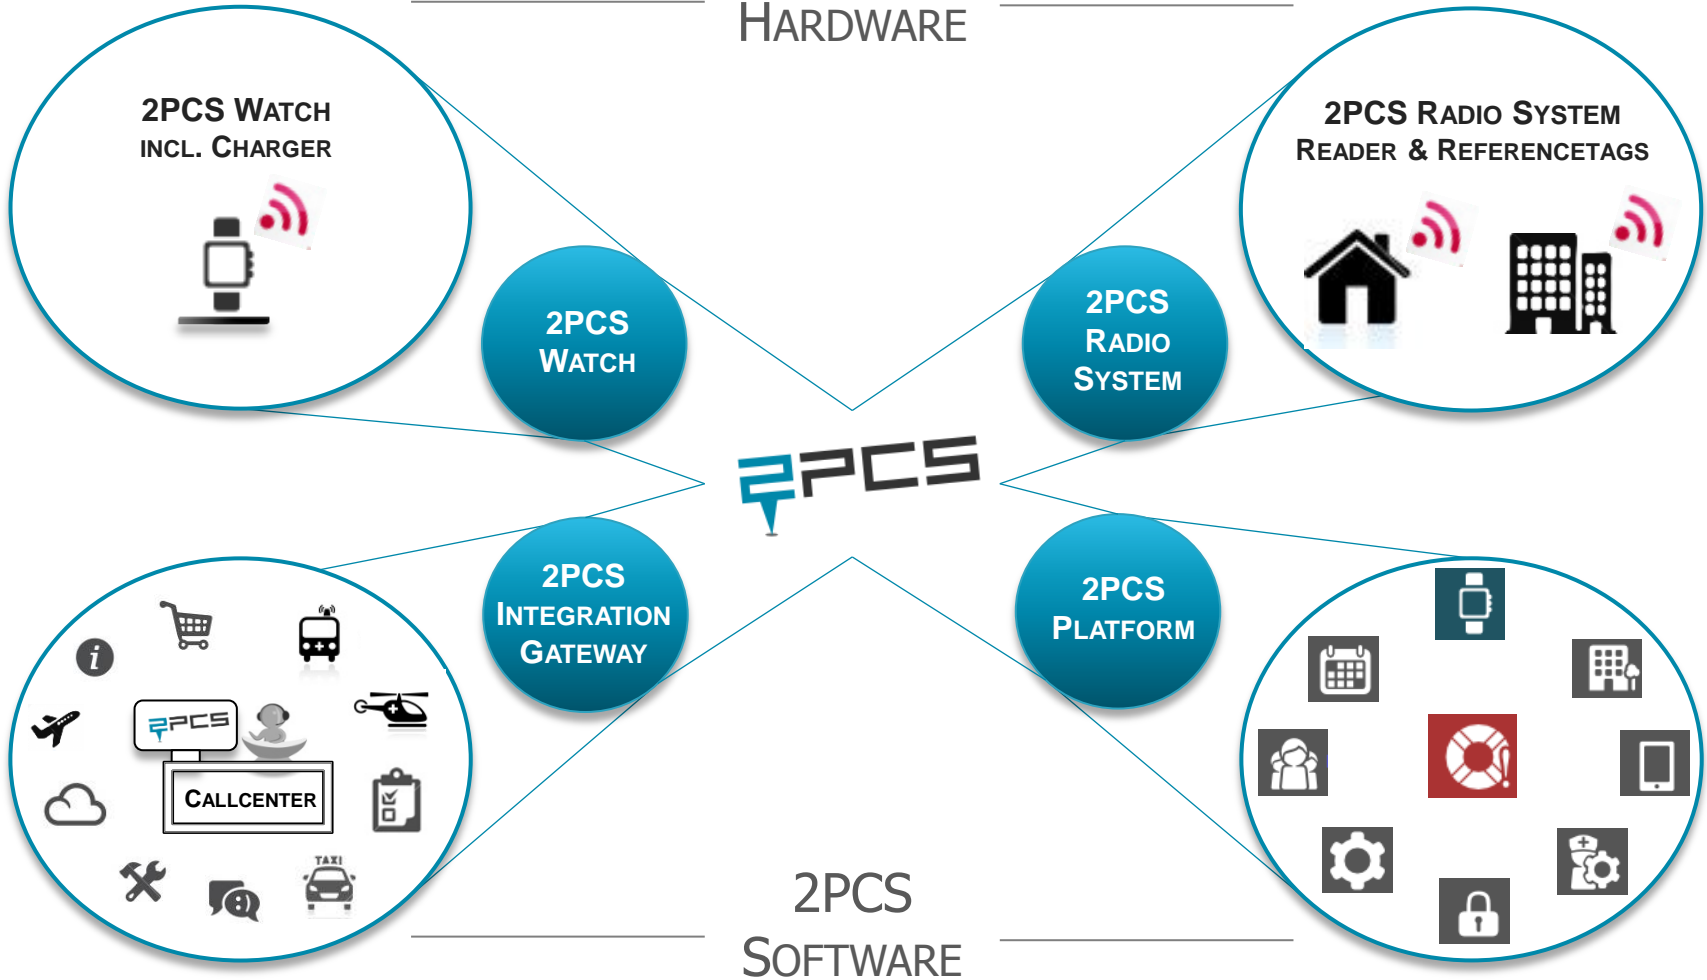 HARDWARE
2PCS WATCH
INCL. CHARGER
2PCS RADIO SYSTEM
READER & REFERENCETAGS
2PCS
WATCH
2PCS
RADIO
SYSTEM
2PCS
2PCS
INTEGRATION
GATEWAY
2PCS
PLATFORM
i
2PCS
CALLCENTER
TAXI
2PCS
SOFTWARE